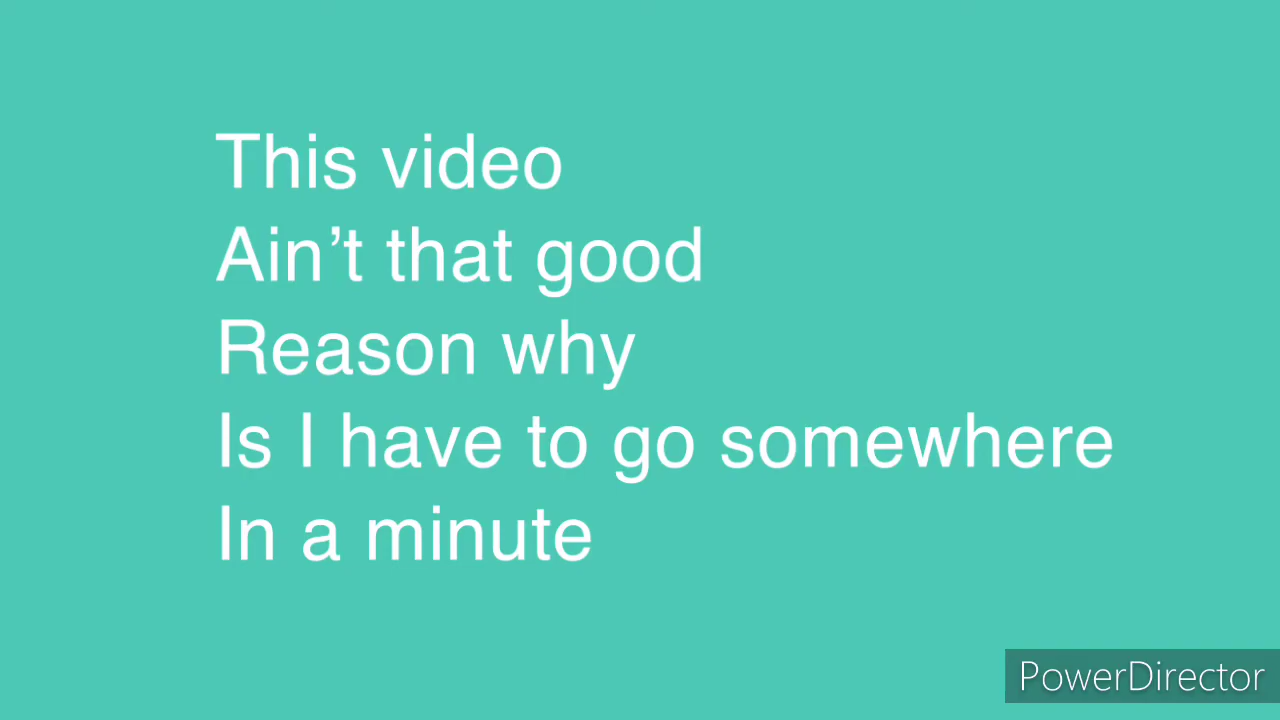 This video
Ain’t that good
Reason why
Is I have to go somewhere
In a minute
PowerDirector